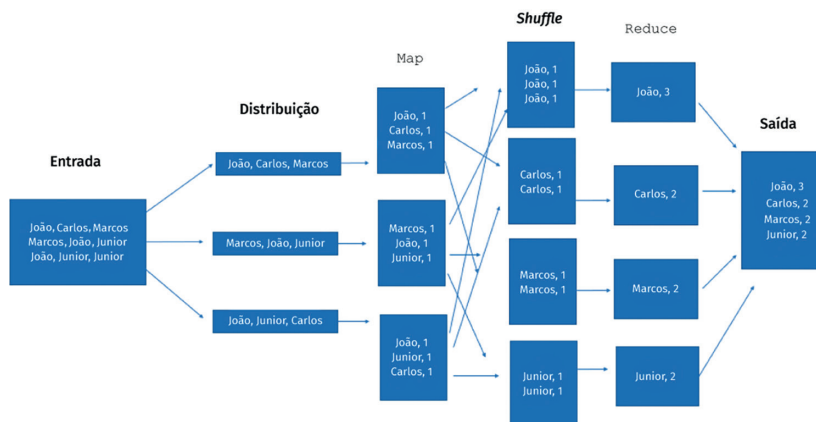 Entrada
João, Carlos, Marcos
Marcos, João, Junior
João, Junior, Junior
Distribuição
João, Carlos, Marcos
Marcos, João, Junior
João, Junior, Carlos
Map
João, 1
Carlos, 1
Marcos, 1
Marcos, 1
João, 1
Junior, 1
João, 1
Junior, 1
Carlos, 1
Shuffle
João, 1
João, 1
João, 1
Carlos, 1
Carlos, 1
Marcos, 1
Marcos, 1
Junior, 1
Junior, 1
Reduce
João, 3
Carlos, 2
Marcos, 2
Junior, 2
Saída
João, 3
Carlos, 2
Marcos, 2
Junior, 2